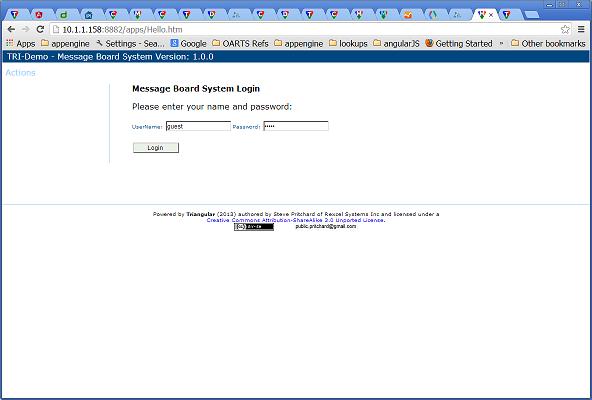 10.1.1.158:8882/apps/Hello.htm
Apps appengine Settings - Sea... Google OARTS Refs appengine lookups angularJS Getting Started » Other bookmarks
TRI-Demo - Message Board System Version: 1.0.0
Actions
Message Board System Login
Please enter your name and password:
UserName: guest Password: •••••
Login
Powered by Triangular (2013) authored by Steve Pritchard of Rexcel Systems Inc and licensed under a
Creative Commons Attribution-ShareAlike 3.0 Unported License.
public.pritchard@gmail.com